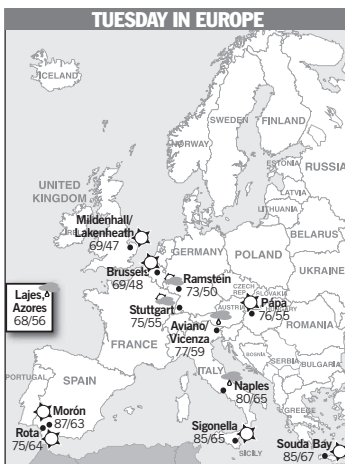 TUESDAY IN EUROPE
ICELAND
SWEDEN
FINLAND
NORWAY
ESTONIA
RUSSIA
LATVIA
LITHUANIA
UNITED
KINGDOM
BELARUS
Mildenhall/
Lakenheath
69/47
GERMANY
POLAND
UKRAINE
Brussels
69/48
Ramstein
73/50
CZECH
REP.
SLOVAKIA
Lajes,
Azores
68/56
Stuttgart
75/55
AUSTRIA
Pápa
76/55
Aviano/
Vicenza
77/59
ROMANIA
FRANCE
BOSNIA
SERBIA
BULGARIA
ITALY
PORTUGAL
SPAIN
Naples
80/65
Morón
87/63
GREECE
Rota
75/64
Sigonella
85/65
SICILY
Souda Bay
85/67